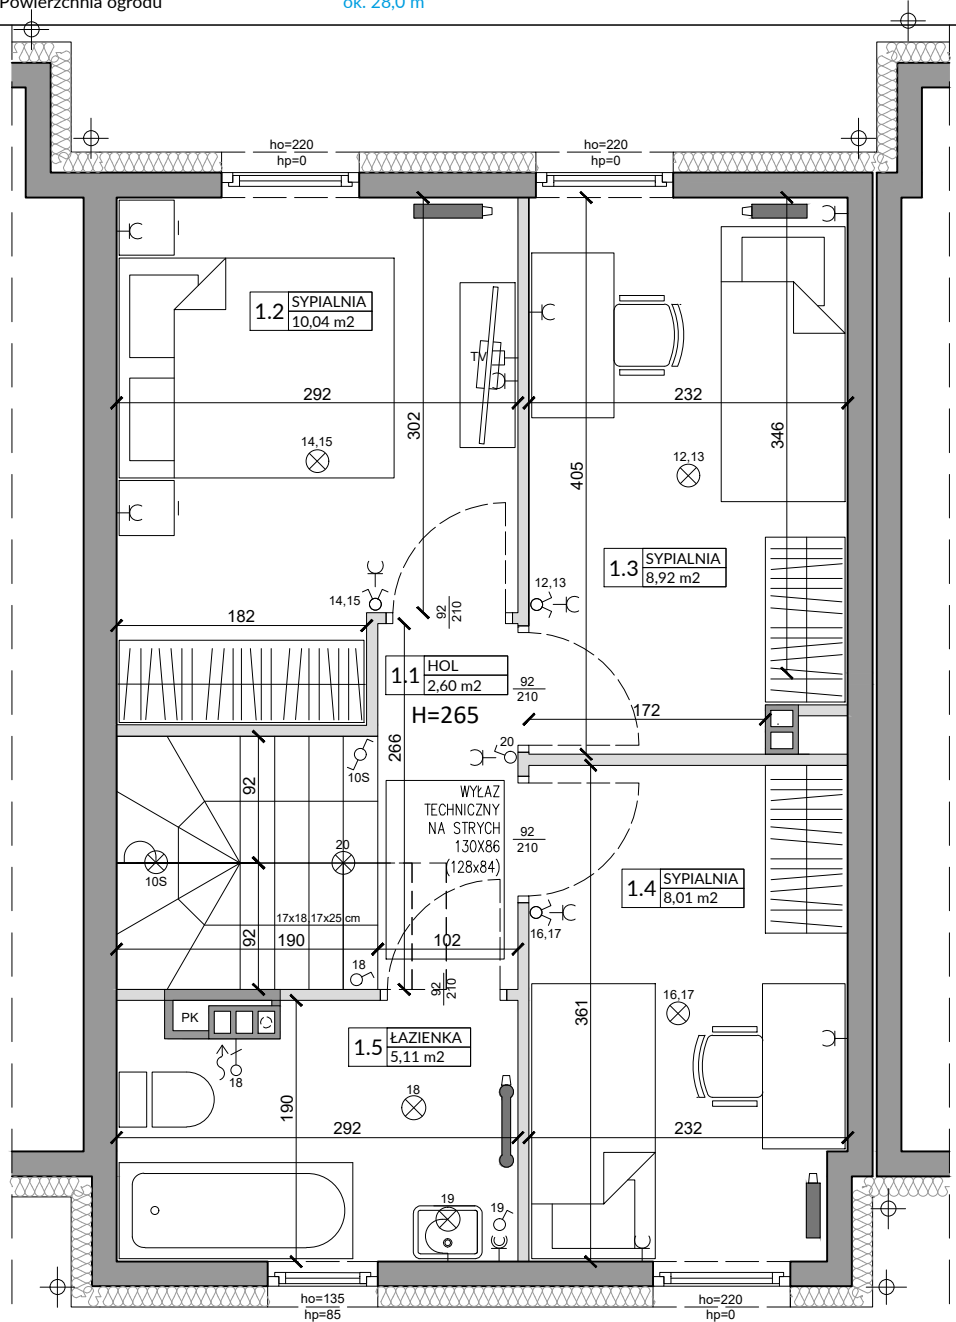 Powierzchnia ogrodu ok. 28,0 m
ho=220
hp=0
ho=220
hp=0
1.2 SYPIALNIA
10,04 m2
TV
292
232
302
346
405
14,15
12,13
1.3 SYPIALNIA
8,92 m2
14,15
12,13
92
210
182
1.1 HOL
2,60 m2
92
210
H=265
172
266
20
10S
92
WYŁAZ
TECHNICZNY
NA STRYCH
130X86
(128x84)
92
210
20
10S
1.4 SYPIALNIA
8,01 m2
17x18,17x25 cm
16,17
92
190
102
18
92
210
361
16,17
PK
1.5 ŁAZIENKA
5,11 m2
18
18
190
292
232
19
19
ho=135
hp=85
ho=220
hp=0